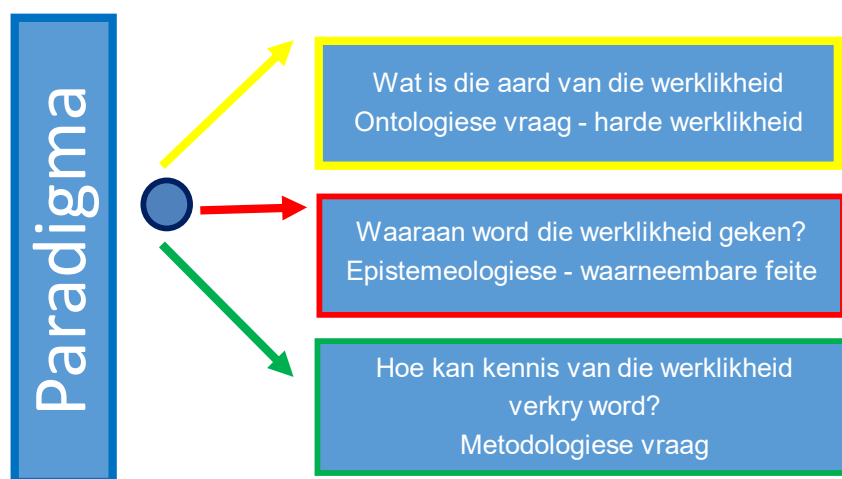 Paradigma
Wat is die aard van die werklikheid
Ontologiese vraag - harde werklikheid
Waaraan word die werklikheid geken?
Epistemeologiese - waarneembare feite
Hoe kan kennis van die werklikheid
verkry word?
Metodologiese vraag